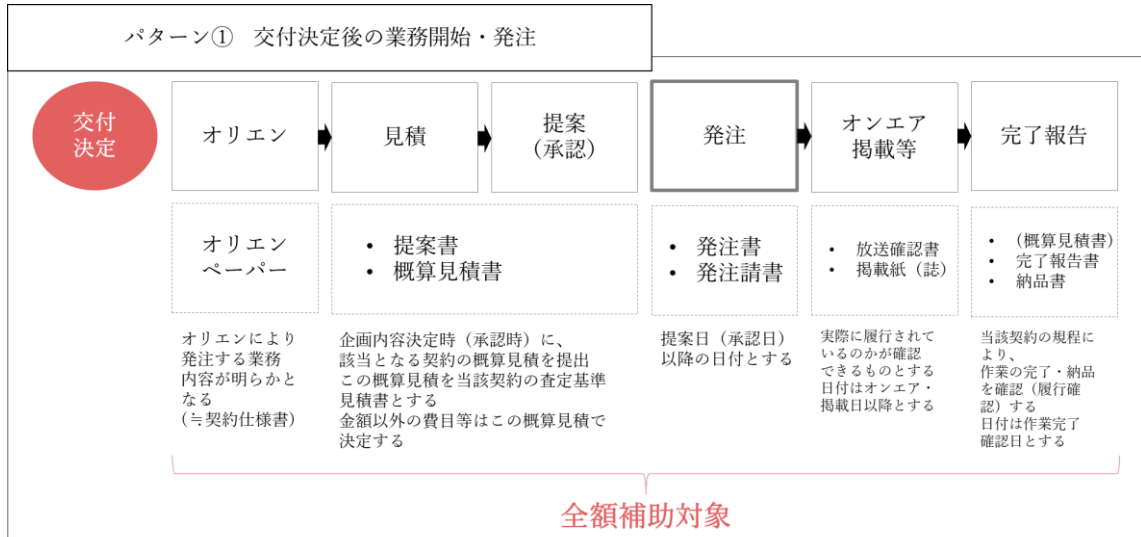 パターン①　交付決定後の業務開始・発注
交付
決定
オリエン
見積
提案
(承認)
発注
オンエア
掲載等
完了報告
オリエン
ペーパー
• 提案書
• 概算見積書
• 発注書
• 発注請書
• 放送確認書
• 掲載紙（誌）
• (概算見積書)
• 完了報告書
• 納品書
オリエンにより
発注する業務
内容が明らかと
なる
(≒契約仕様書)
企画内容決定時（承認時）に、
該当となる契約の概算見積を提出
この概算見積を当該契約の査定基準
見積書とする
金額以外の費目等はこの概算見積で
決定する
提案日（承認日）
以降の日付とする
実際に履行されて
いるのかが確認
できるものとする
日付はオンエア・
掲載日以降とする
当該契約の規程に
より、
作業の完了・納品
を確認（履行確
認）する
日付は作業完了
確認日とする
全額補助対象